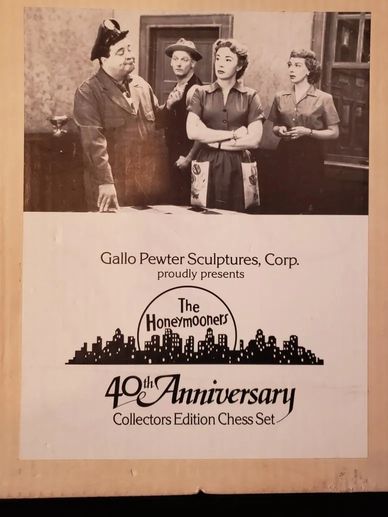 Gallo Pewter Sculptures, Corp.
proudly presents
The
Honeymooners
40th Anniversary
Collectors Edition Chess Set